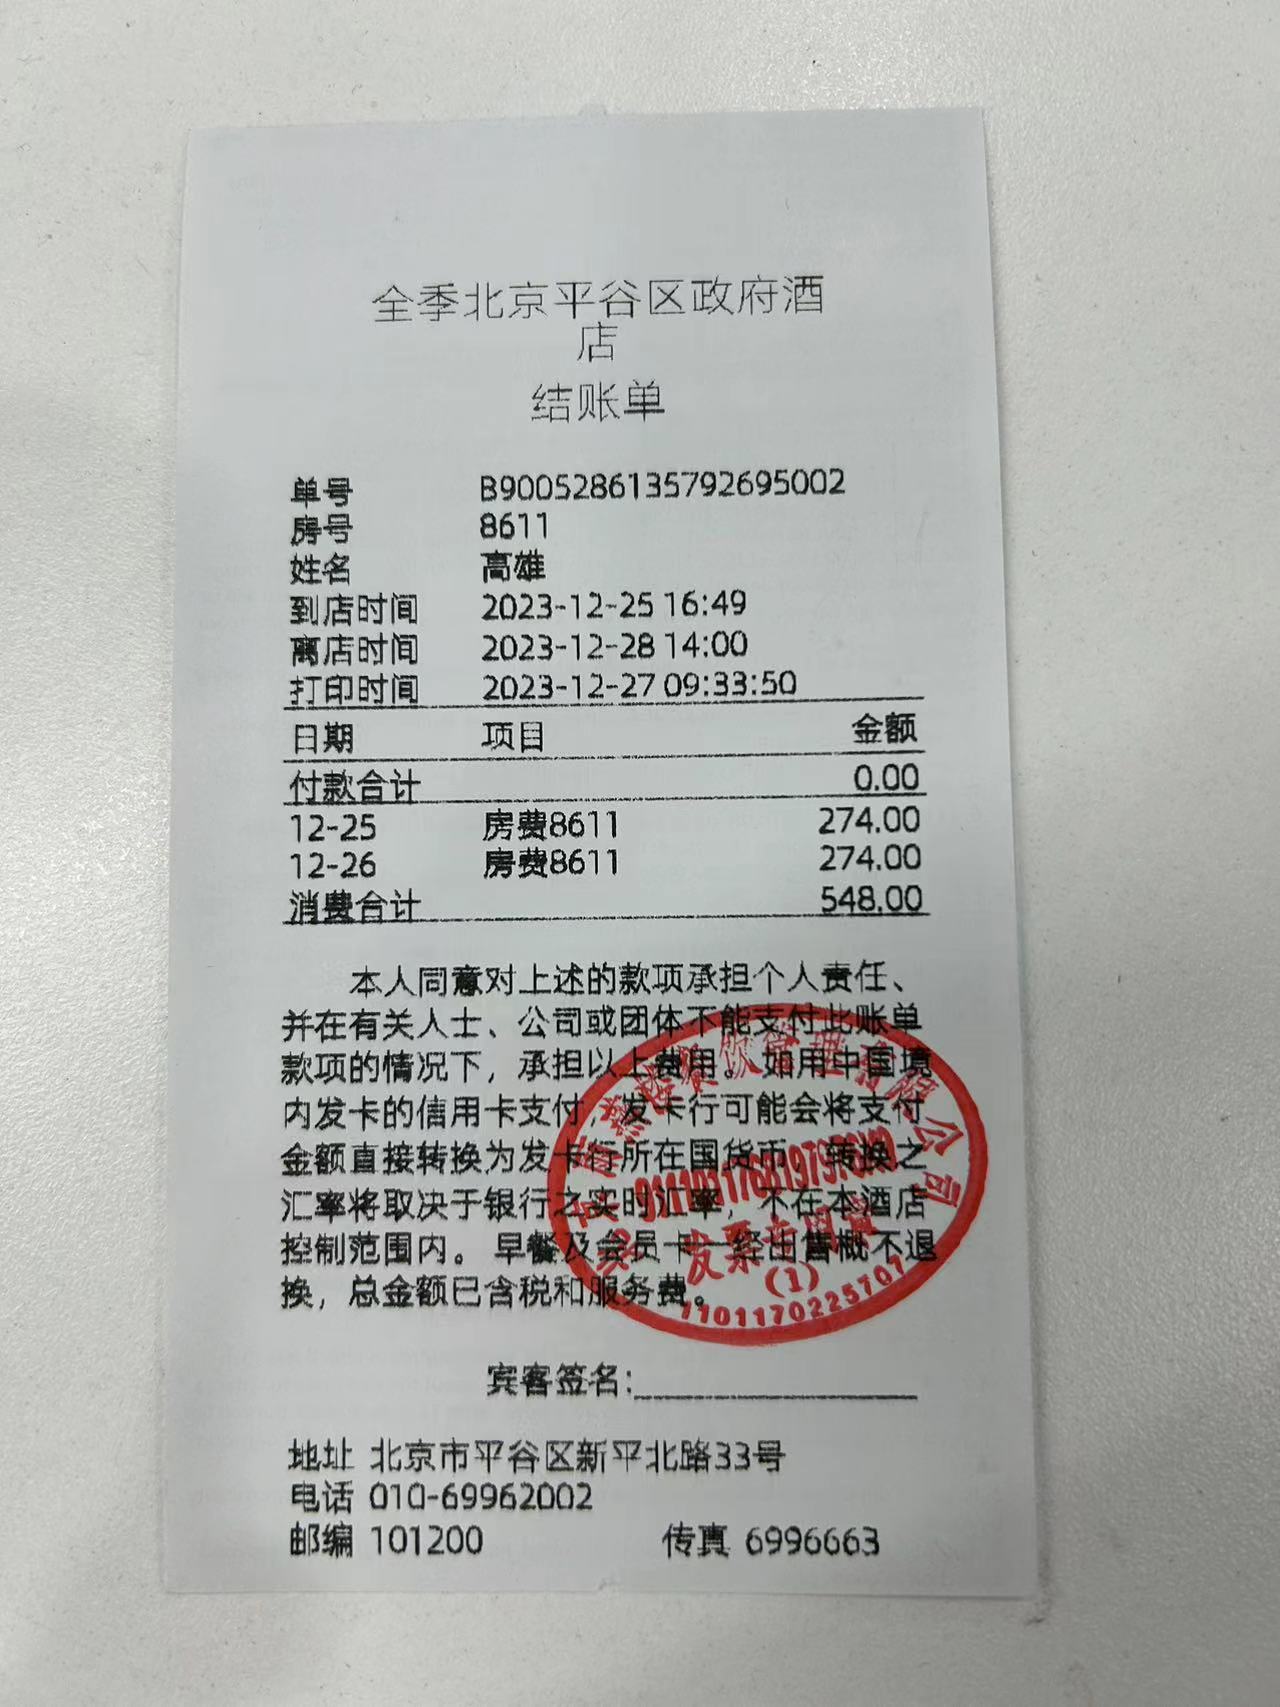 全季北京平谷区政府酒
店
结账单
单号 B9005286135792695002
房号 8611
姓名 高雄
到店时间 2023-12-25 16:49
离店时间 2023-12-28 14:00
打印时间 2023-12-27 09:33:50
日期 项目 金额
付款合计 0.00
12-25 房费8611 274.00
12-26 房费8611 274.00
消费合计 548.00
本人同意对上述的款项承担个人责任、
并在有关人士、公司或团体不能支付此账单
款项的情况下，承担以上费用。如用中国境
内发卡的信用卡支付，发卡行可能会将支付
金额直接转换为发卡行所在国货币，转换之
汇率将取决于银行之实时汇率，不在本酒店
控制范围内。早餐及会员卡一经出售概不退
换，总金额已含税和服务费。
发票专用章
(1)
1101170225707
宾客签名:
地址 北京市平谷区新平北路33号
电话 010-69962002
邮编 101200 传真 6996663